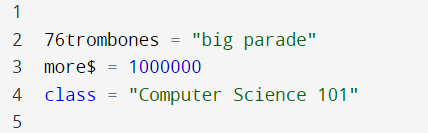 1
2 76trombones = "big parade"
3 more$ = 1000000
4 class = "Computer Science 101"
5